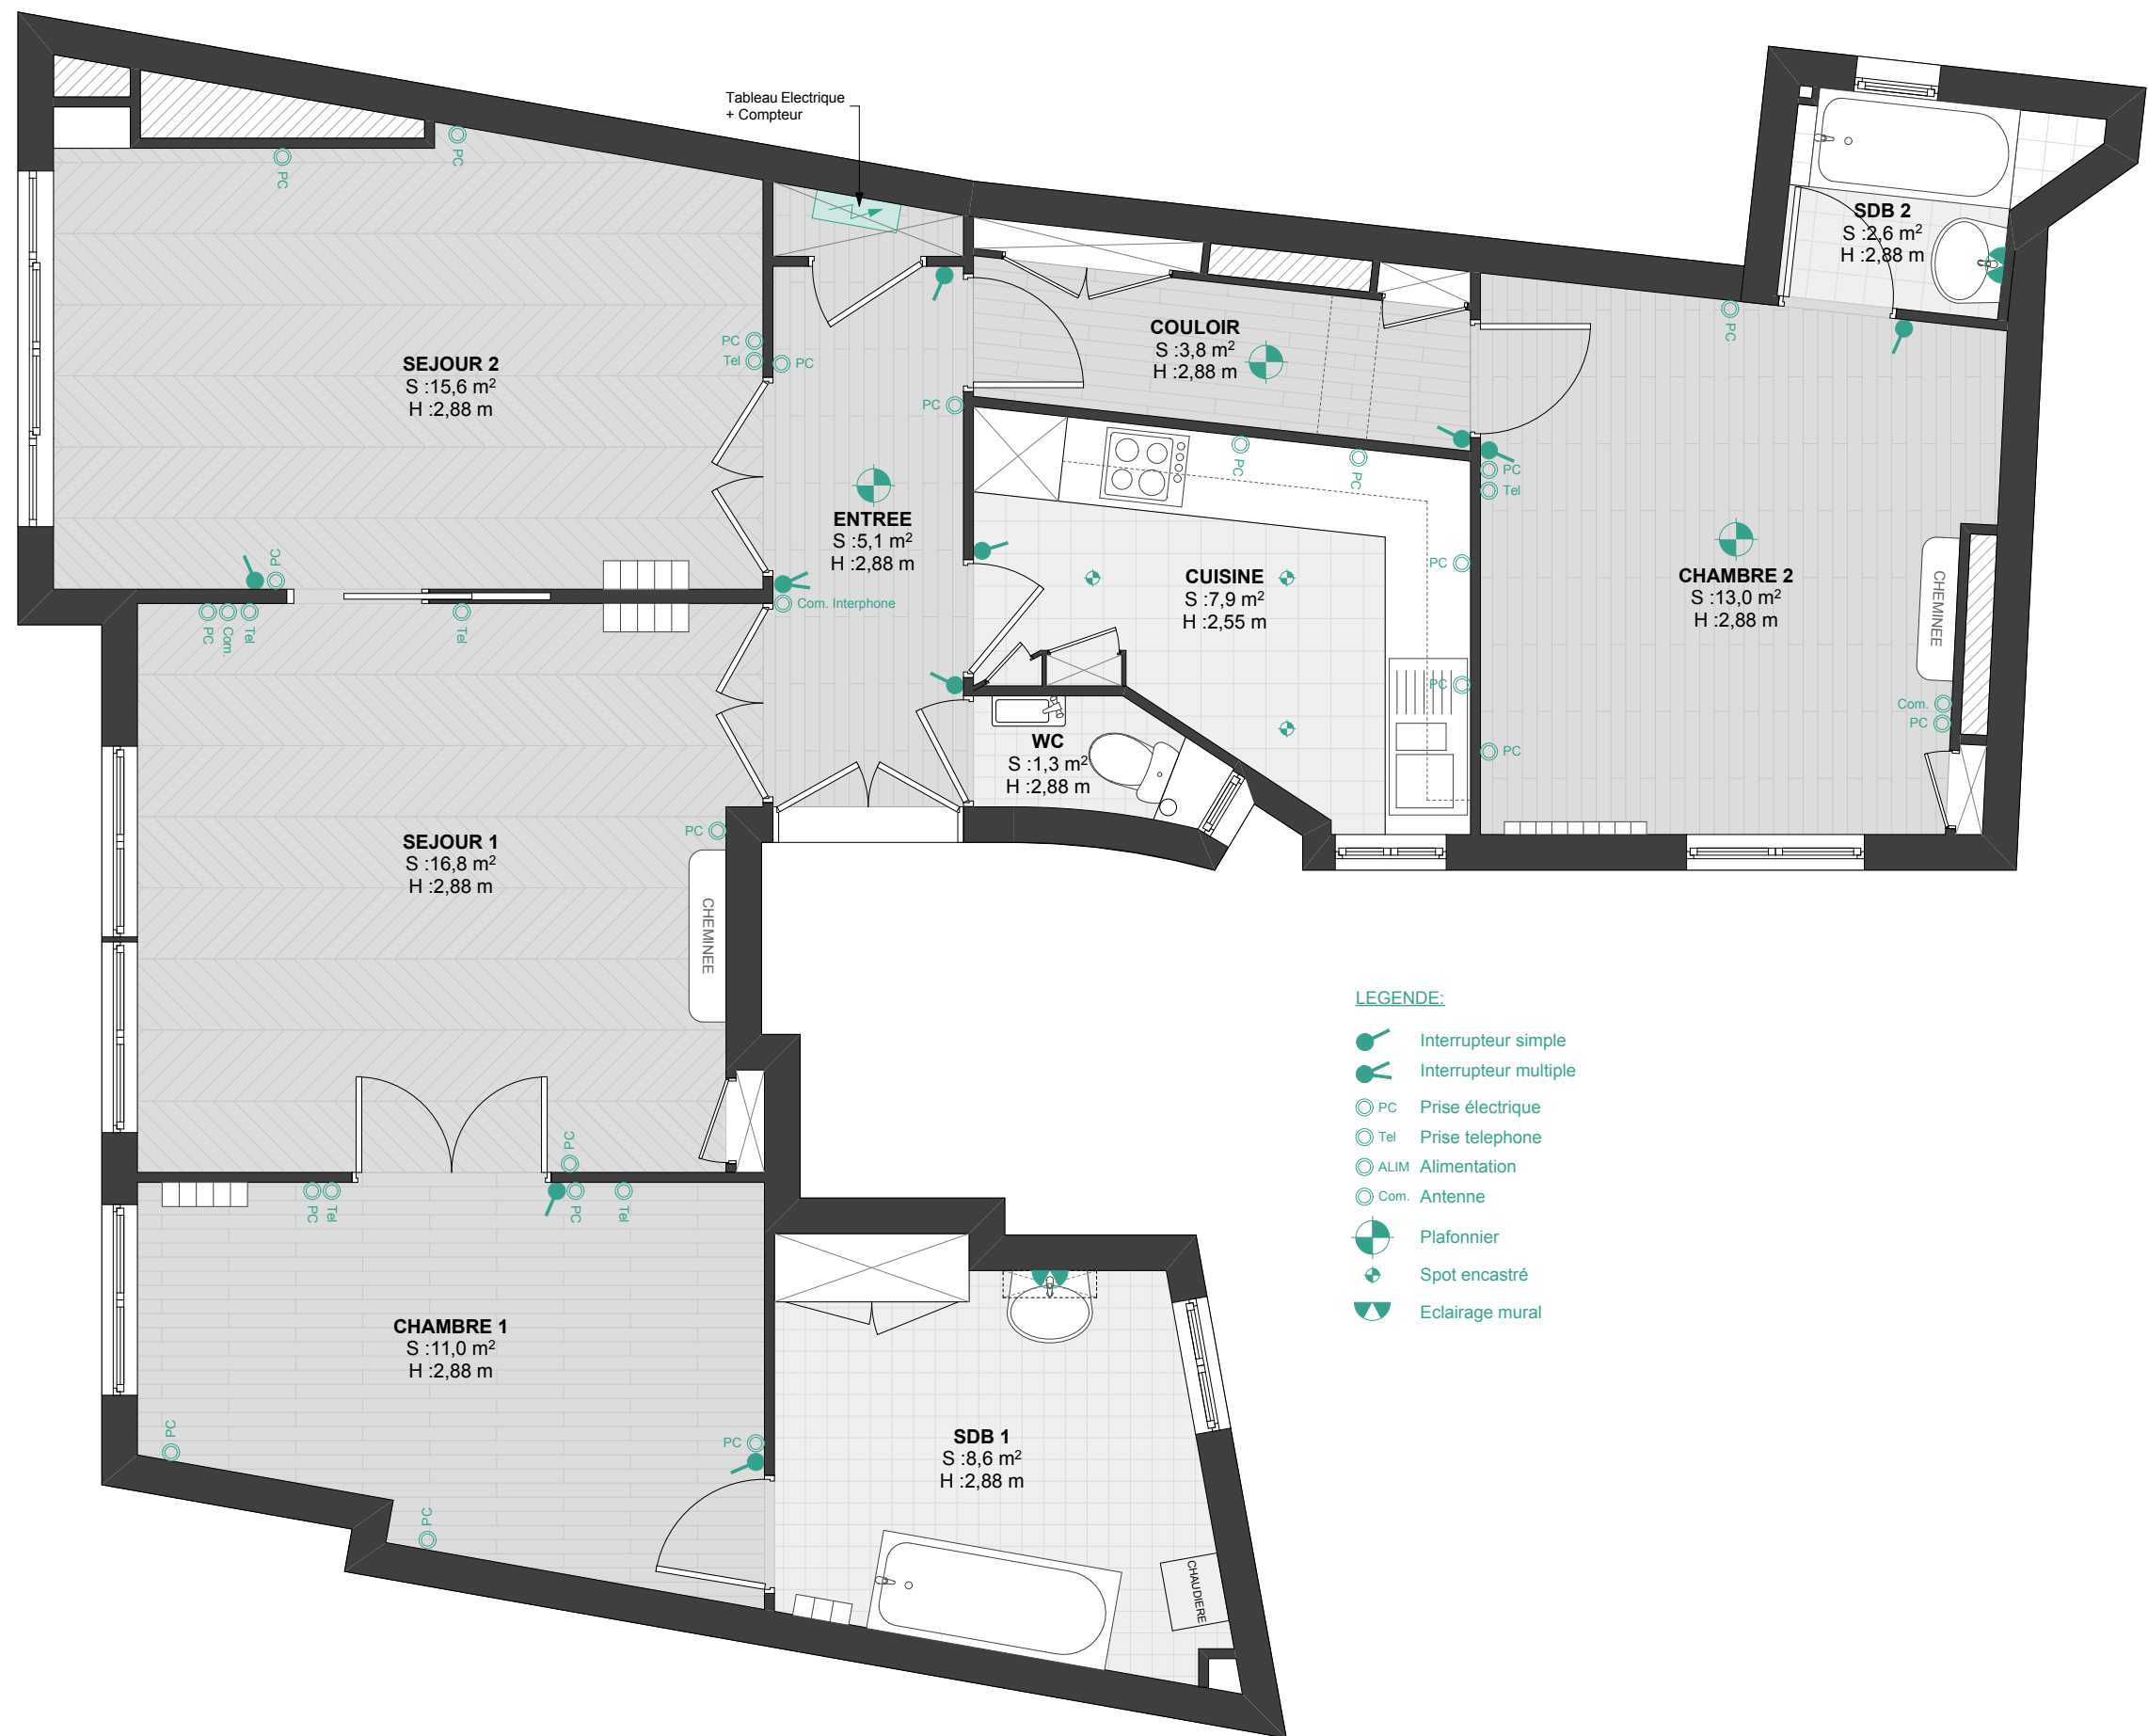 Tableau Electrique
+ Compteur
PC
PC
SEJOUR 2
S :15,6 m²
H :2,88 m
PC
Tel
PC
PC
PC
ENTREE
S :5,1 m²
H :2,88 m
Com. Interphone
COULOIR
S :3,8 m²
H :2,88 m
SDB 2
S :2,6 m²
H :2,88 m
PC
PC
PC
PC
PC
CUISINE
S :7,9 m²
H :2,55 m
PC
Tel
CHAMBRE 2
S :13,0 m²
H :2,88 m
CHEMINEE
Com.
PC
PC
WC
S :1,3 m²
H :2,88 m
PC
Com.
Tel
Tel
SEJOUR 1
S :16,8 m²
H :2,88 m
PC
CHEMINEE
PC
PC
Tel
PC
Tel
CHAMBRE 1
S :11,0 m²
H :2,88 m
PC
PC
PC
SDB 1
S :8,6 m²
H :2,88 m
CHAUDIERE
LEGENDE:
Interrupteur simple
Interrupteur multiple
PC Prise électrique
Tel Prise telephone
ALIM Alimentation
Com. Antenne
Plafonnier
Spot encastré
Eclairage mural